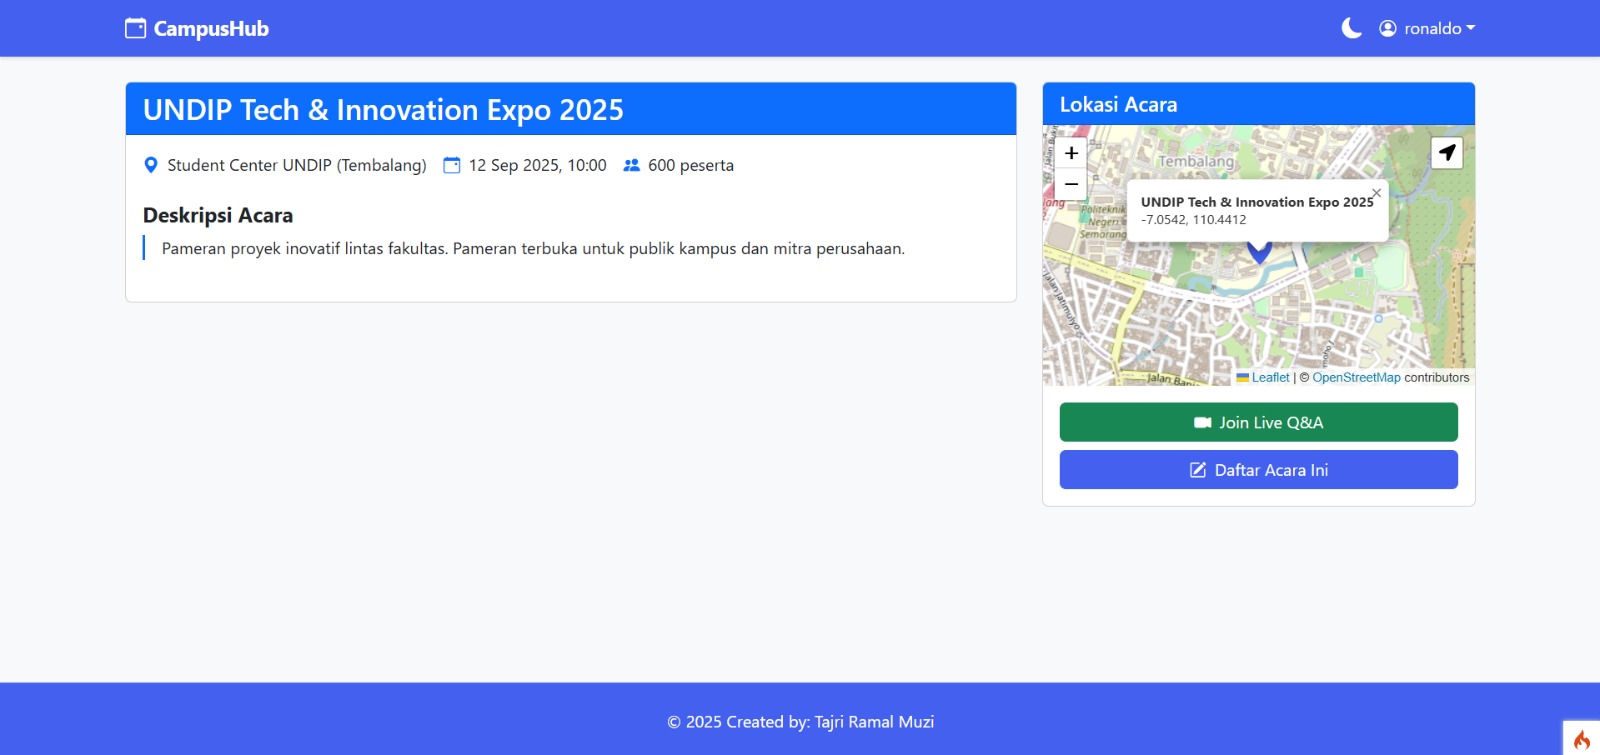 CampusHub
ronaldo
UNDIP Tech & Innovation Expo 2025
Student Center UNDIP (Tembalang) 12 Sep 2025, 10:00 600 peserta
Deskripsi Acara
Pameran proyek inovatif lintas fakultas. Pameran terbuka untuk publik kampus dan mitra perusahaan.
Lokasi Acara
+
−
Tembalang
UNDIP Tech & Innovation Expo 2025 ×
-7.0542, 110.4412
Politeknik
Negeri
Semarang
Jalan Jatimulyo
Leaflet | © OpenStreetMap contributors
Join Live Q&A
Daftar Acara Ini
© 2025 Created by: Tajri Ramal Muzi